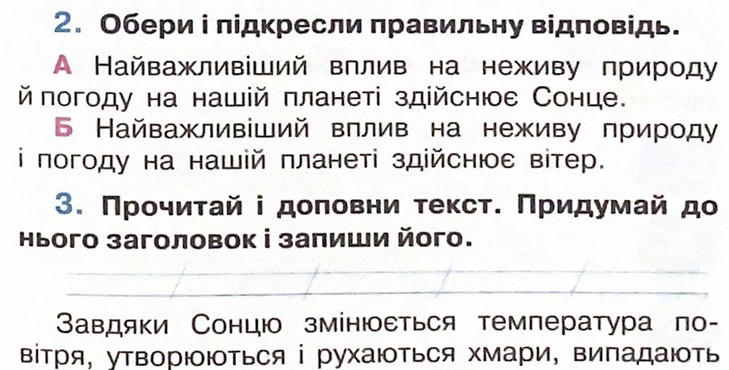 2. Обери і підкресли правильну відповідь.
А Найважливіший вплив на неживу природу
й погоду на нашій планеті здійснює Сонце.
Б Найважливіший вплив на неживу природу
і погоду на нашій планеті здійснює вітер.
3. Прочитай і доповни текст. Придумай до
нього заголовок і запиши його.
Завдяки Сонцю змінюється температура по-
вітря, утворюються і рухаються хмари, випадають